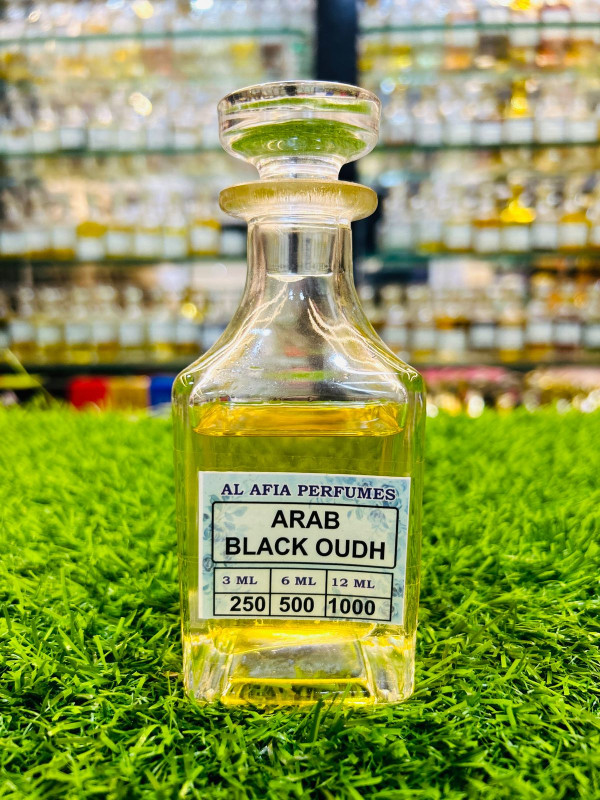 AL AFIA PERFUMES
ARAB
BLACK OUDH
3 ML 6 ML 12 ML
250 500 1000